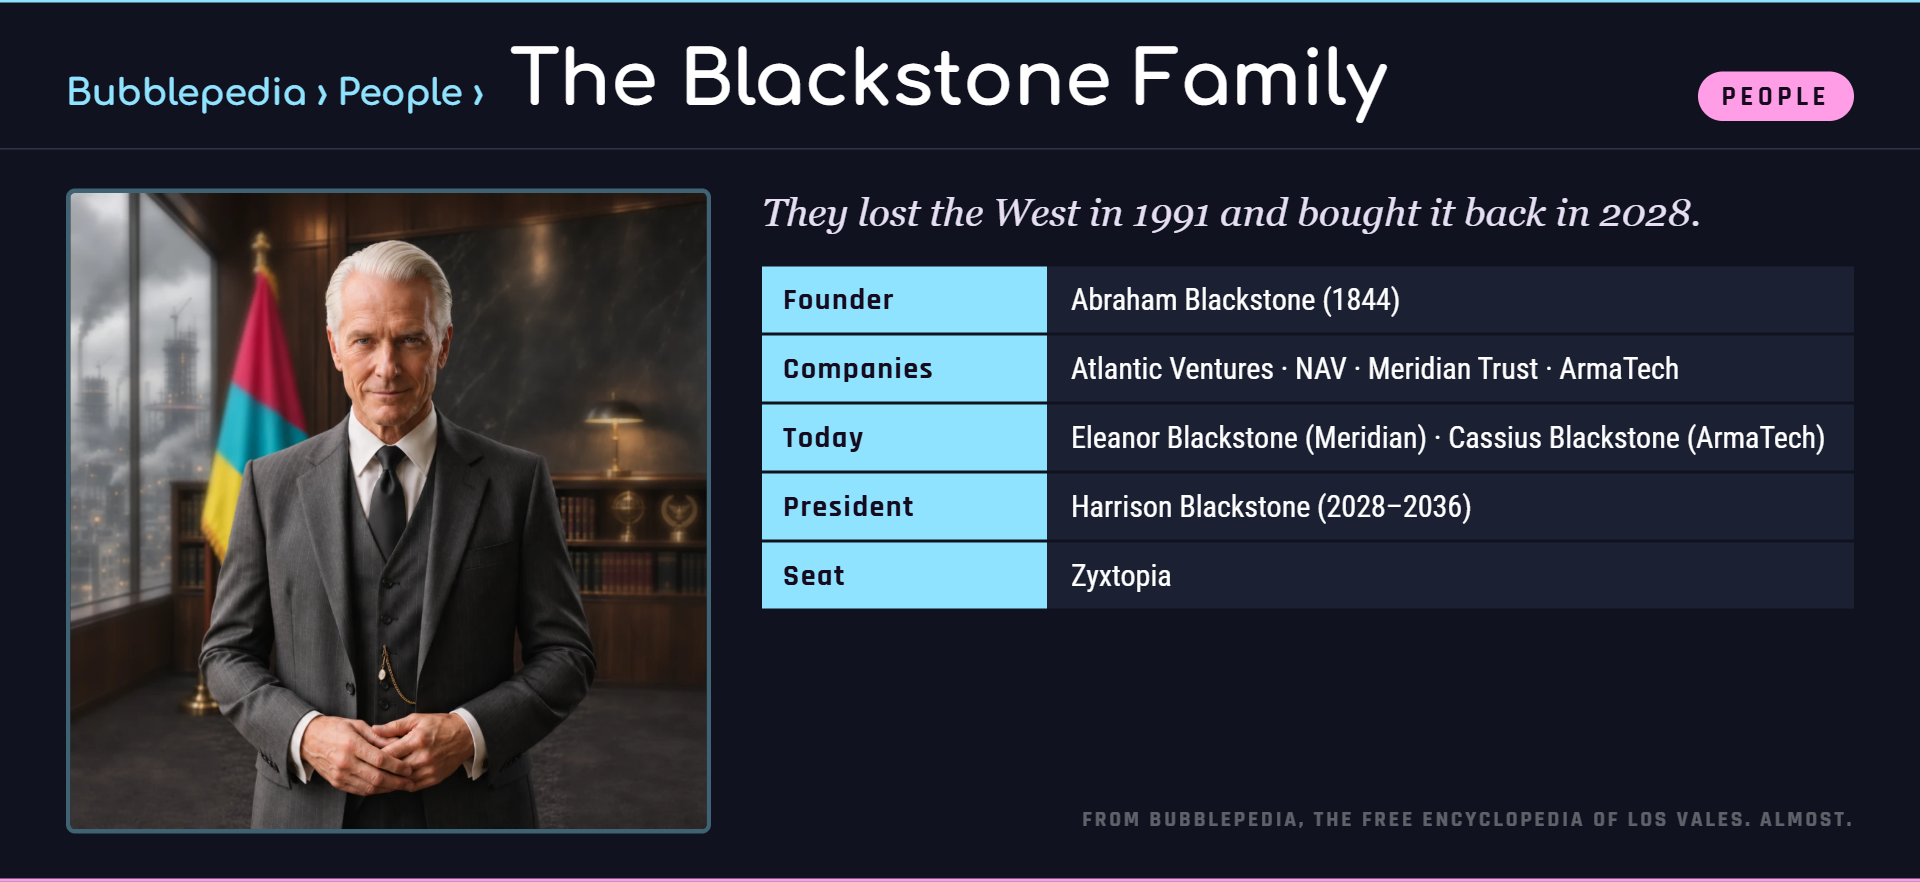 Bubblepedia › People › The Blackstone Family
PEOPLE
They lost the West in 1991 and bought it back in 2028.
Founder Abraham Blackstone (1844)
Companies Atlantic Ventures · NAV · Meridian Trust · ArmaTech
Today Eleanor Blackstone (Meridian) · Cassius Blackstone (ArmaTech)
President Harrison Blackstone (2028–2036)
Seat Zyxtopia
FROM BUBBLEPEDIA, THE FREE ENCYCLOPEDIA OF LOS VALES. ALMOST.